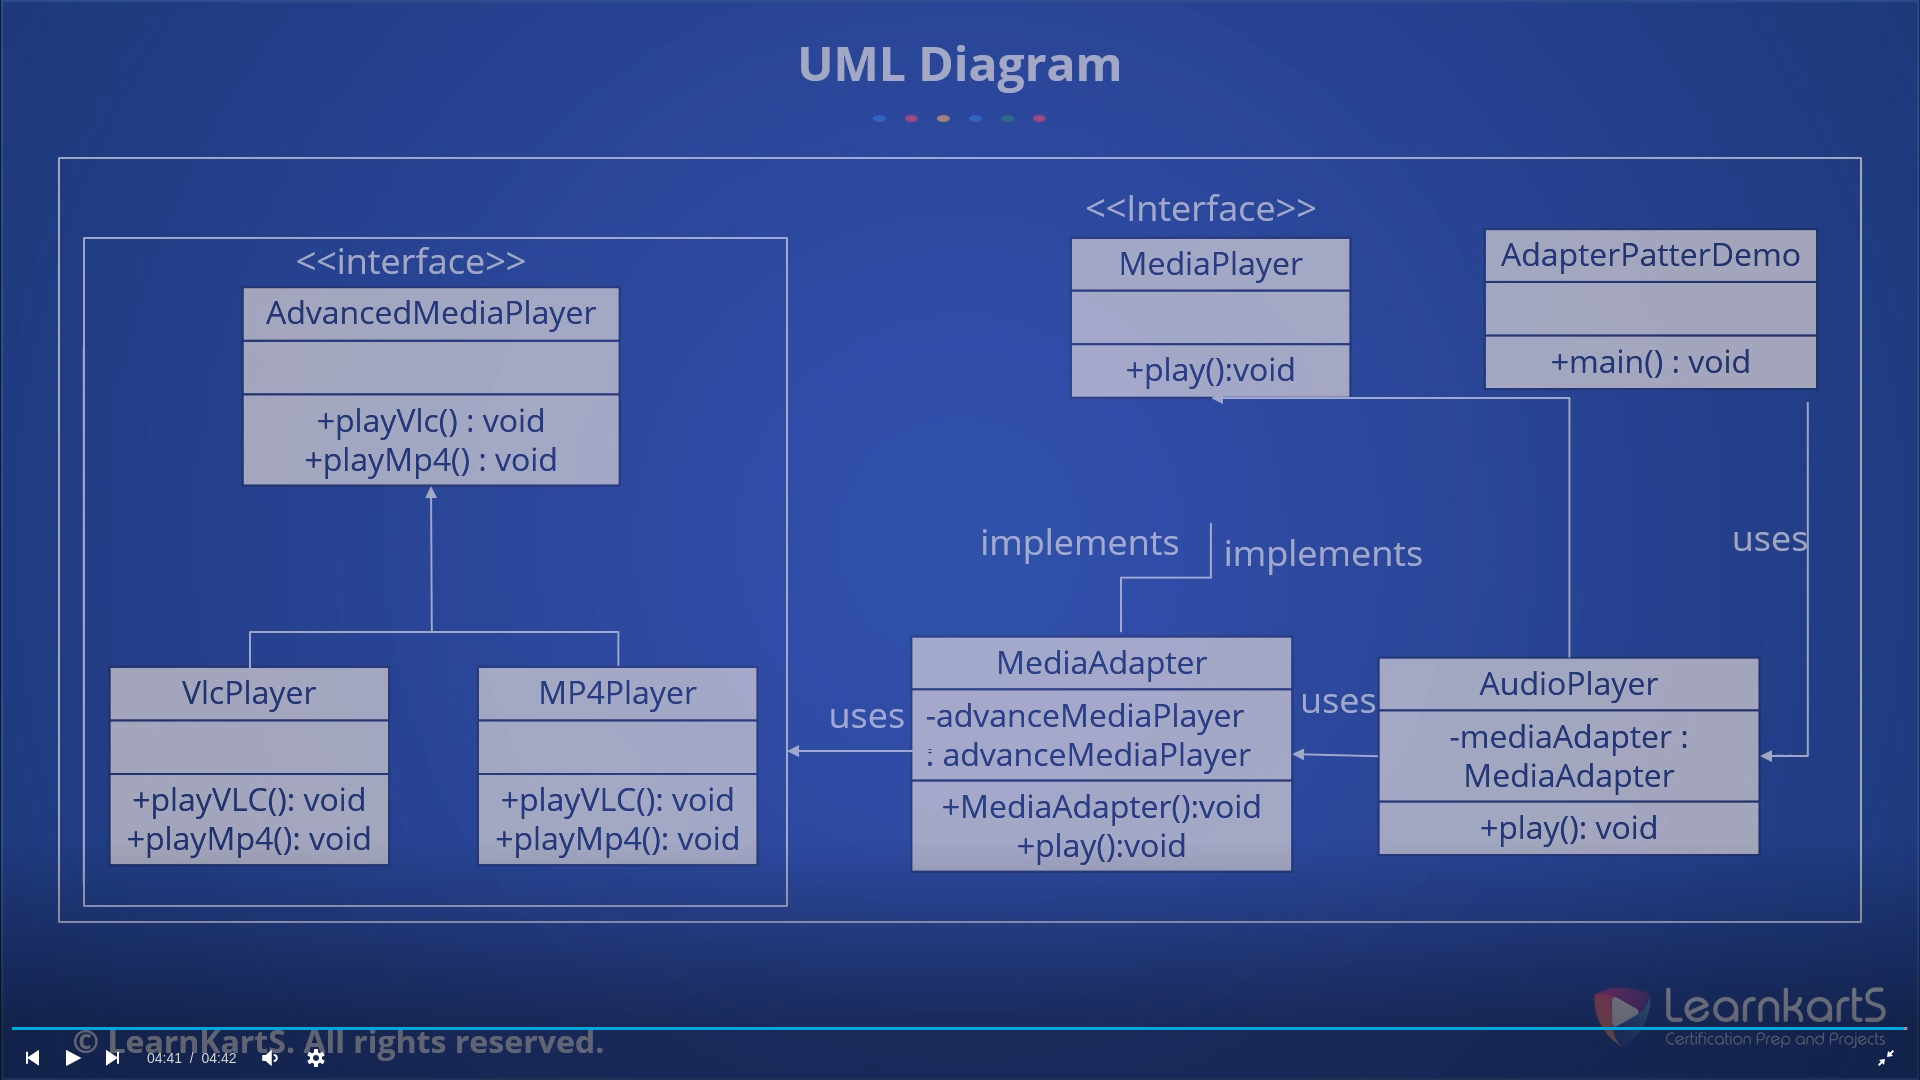 UML Diagram
<<interface>>
AdvancedMediaPlayer
+playVlc() : void
+playMp4() : void
VlcPlayer
+playVLC(): void
+playMp4(): void
MP4Player
+playVLC(): void
+playMp4(): void
<<Interface>>
MediaPlayer
+play():void
AdapterPatterDemo
+main() : void
implements
implements
uses
uses
MediaAdapter
-advanceMediaPlayer
: advanceMediaPlayer
+MediaAdapter():void
+play():void
uses
AudioPlayer
-mediaAdapter :
MediaAdapter
+play(): void
LearnkartS
Certification Prep and Projects
© LearnKartS. All rights reserved.
04:41 / 04:42